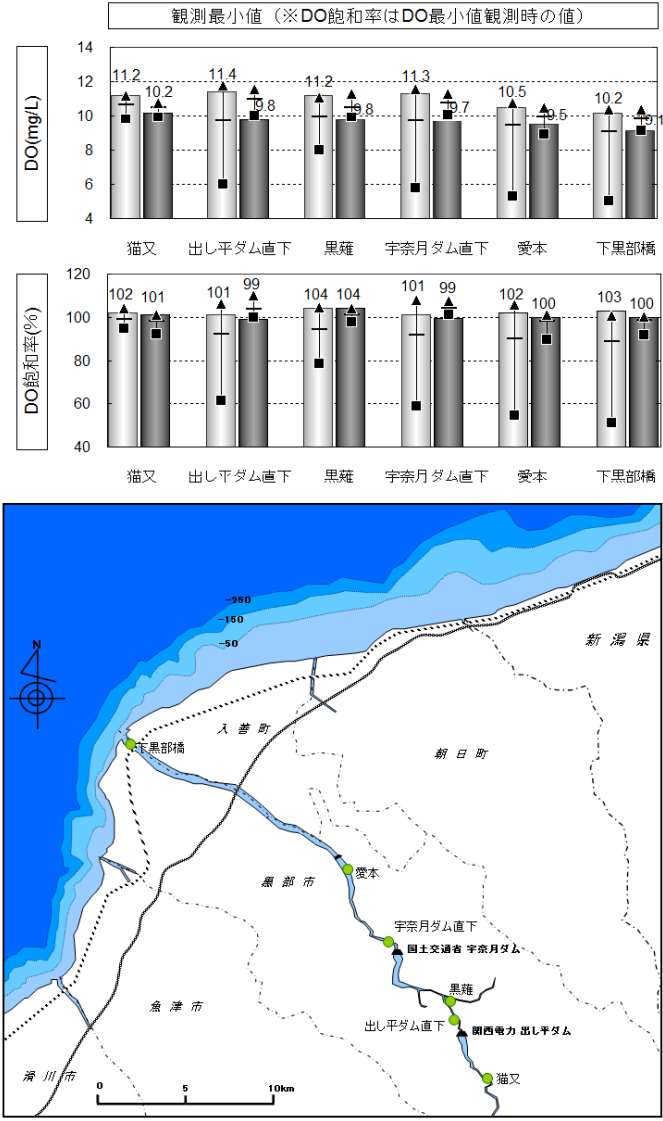 観測最小値（※DO飽和率はDO最小値観測時の値）
DO(mg/L)
14
12
10
8
6
4
11.2 10.2 11.4 9.8 11.2 9.8 11.3 9.7 10.5 9.5 10.2 9.1
猫又 出し平ダム直下 黒薙 宇奈月ダム直下 愛本 下黒部橋
DO飽和率(%)
120
100
80
60
40
102 101 101 99 104 104 101 99 102 100 103 100
猫又 出し平ダム直下 黒薙 宇奈月ダム直下 愛本 下黒部橋
-250
-150
-50
N
新潟県
入善町
下黒部橋
朝日町
愛本
黒部市
宇奈月ダム直下
国土交通省 宇奈月ダム
黒薙
魚津市
出し平ダム直下
関西電力 出し平ダム
滑川市
猫又
0 5 10km